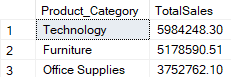 Product_Category TotalSales
1 Technology 5984248.30
2 Furniture 5178590.51
3 Office Supplies 3752762.10